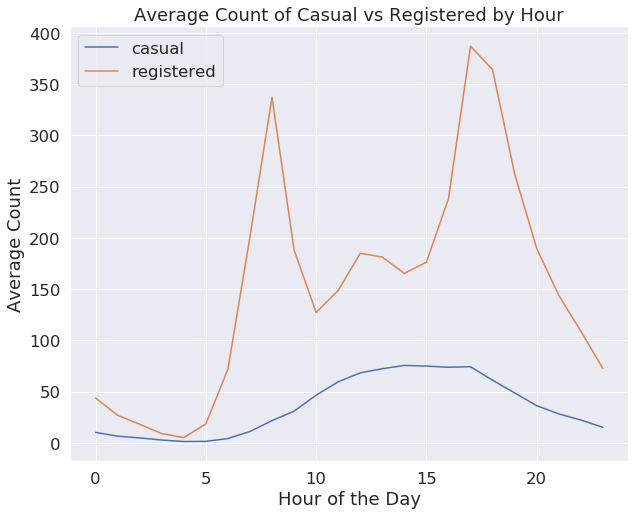 Average Count of Casual vs Registered by Hour
400
casual
registered
350
300
250
200
150
100
50
0
Average Count
0 5 10 15 20
Hour of the Day